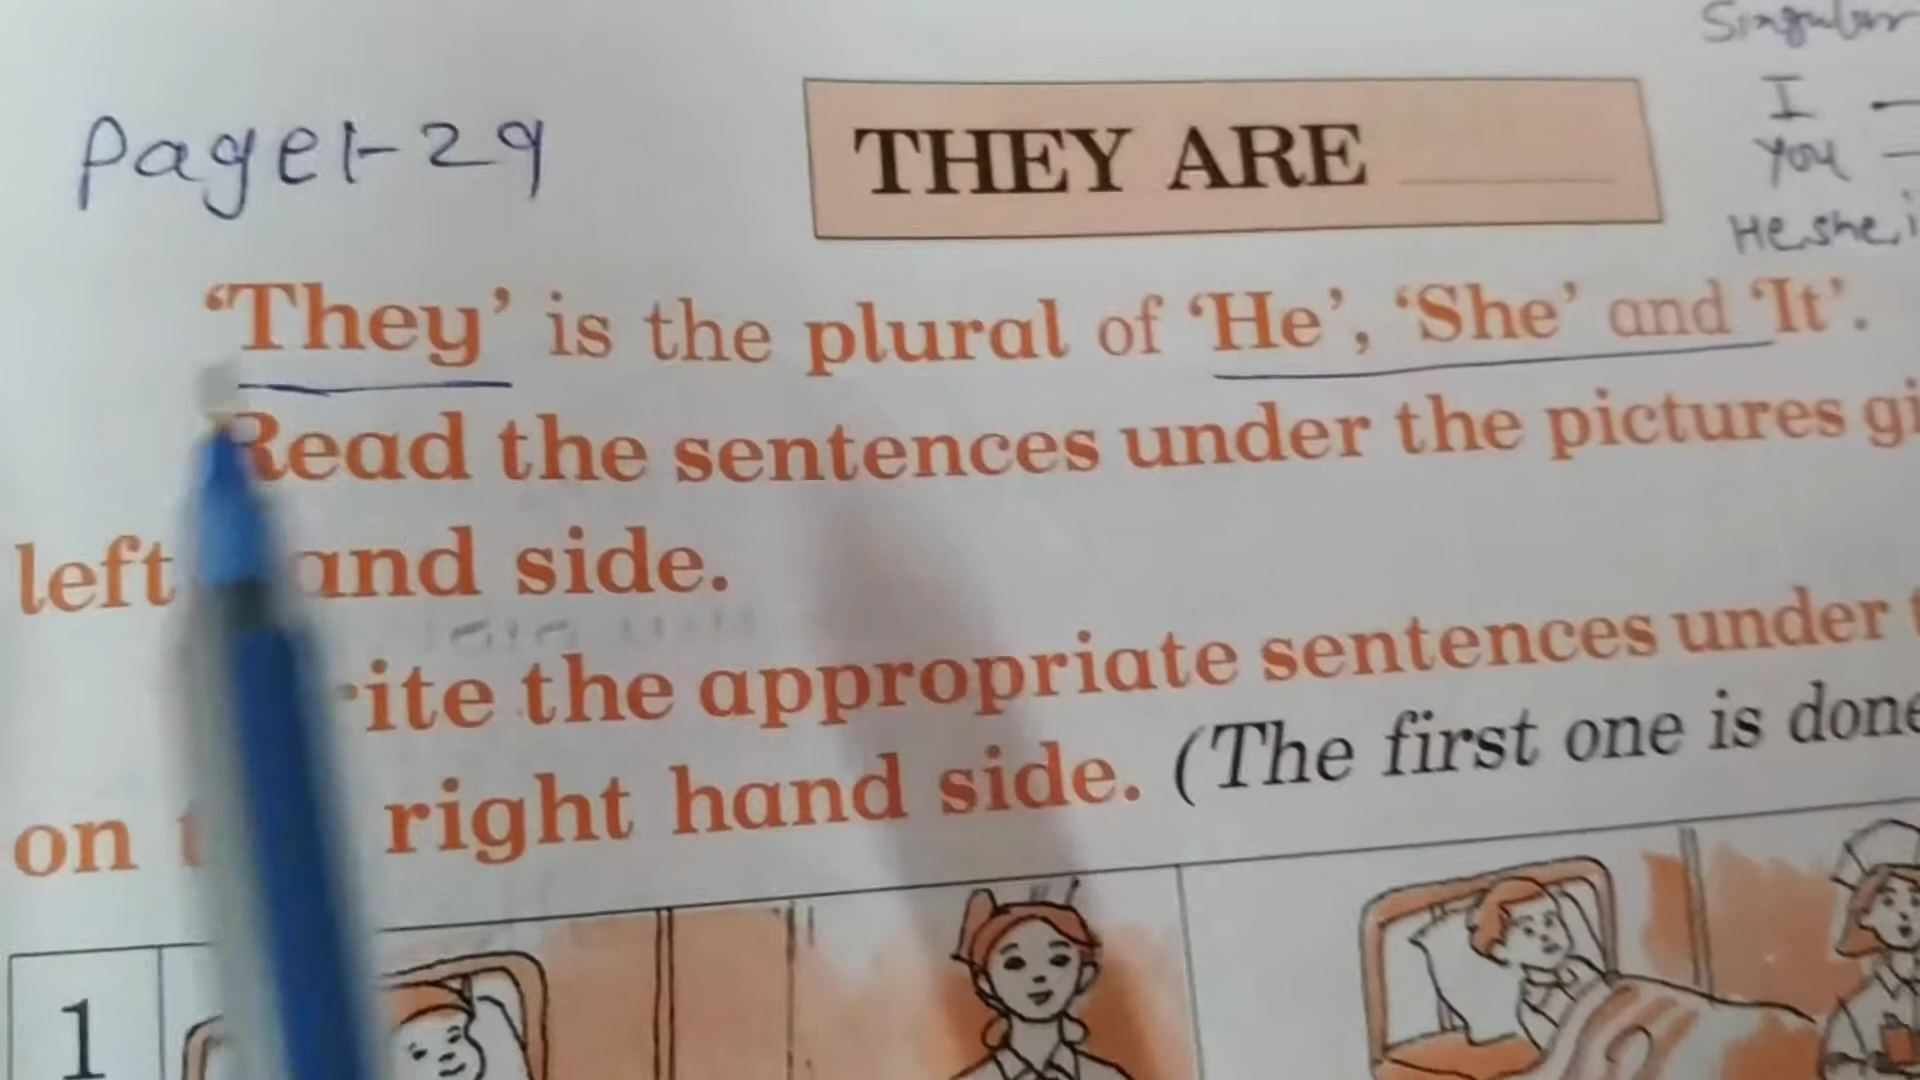 Singular
Page:-29
THEY ARE
I —
You —
He, she, i
‘They’ is the plural of ‘He’, ‘She’ and ‘It’.
Read the sentences under the pictures gi
left and side.
ite the appropriate sentences under t
on t right hand side. (The first one is done
1